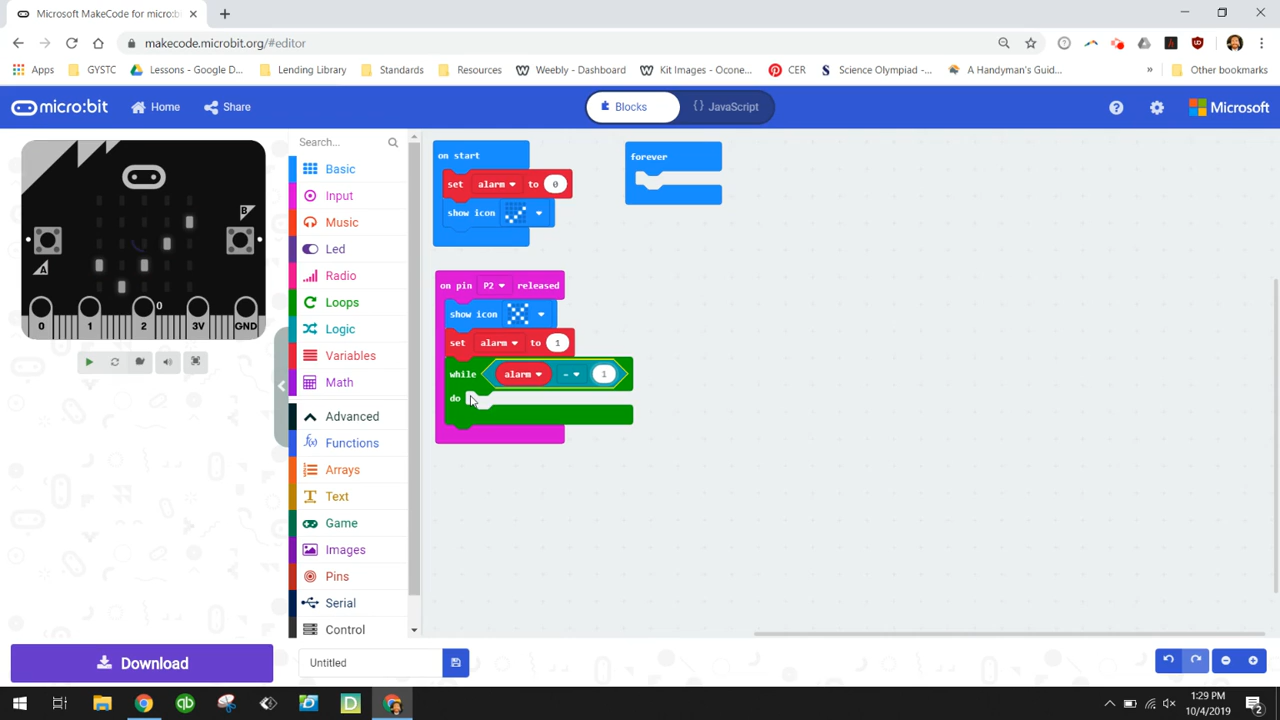 Microsoft MakeCode for micro:bi
makecode.microbit.org/#editor
Apps
GYSTC
Lessons - Google D...
Lending Library
Standards
Resources
Weebly - Dashboard
Kit Images - Ocone...
CER
Science Olympiad -...
A Handyman's Guid...
»
Other bookmarks
micro:bit
Home
Share
Blocks
{ } JavaScript
?
Microsoft
Search...
Basic
Input
Music
Led
Radio
Loops
Logic
Variables
Math
Advanced
Functions
Arrays
Text
Game
Images
Pins
Serial
Control
A
B
0
0
1
2
3V
GND
on start
set alarm to 0
show icon
forever
on pin P2 released
show icon
set alarm to 1
while alarm = 1
do
Download
Untitled
1:29 PM
10/4/2019
2